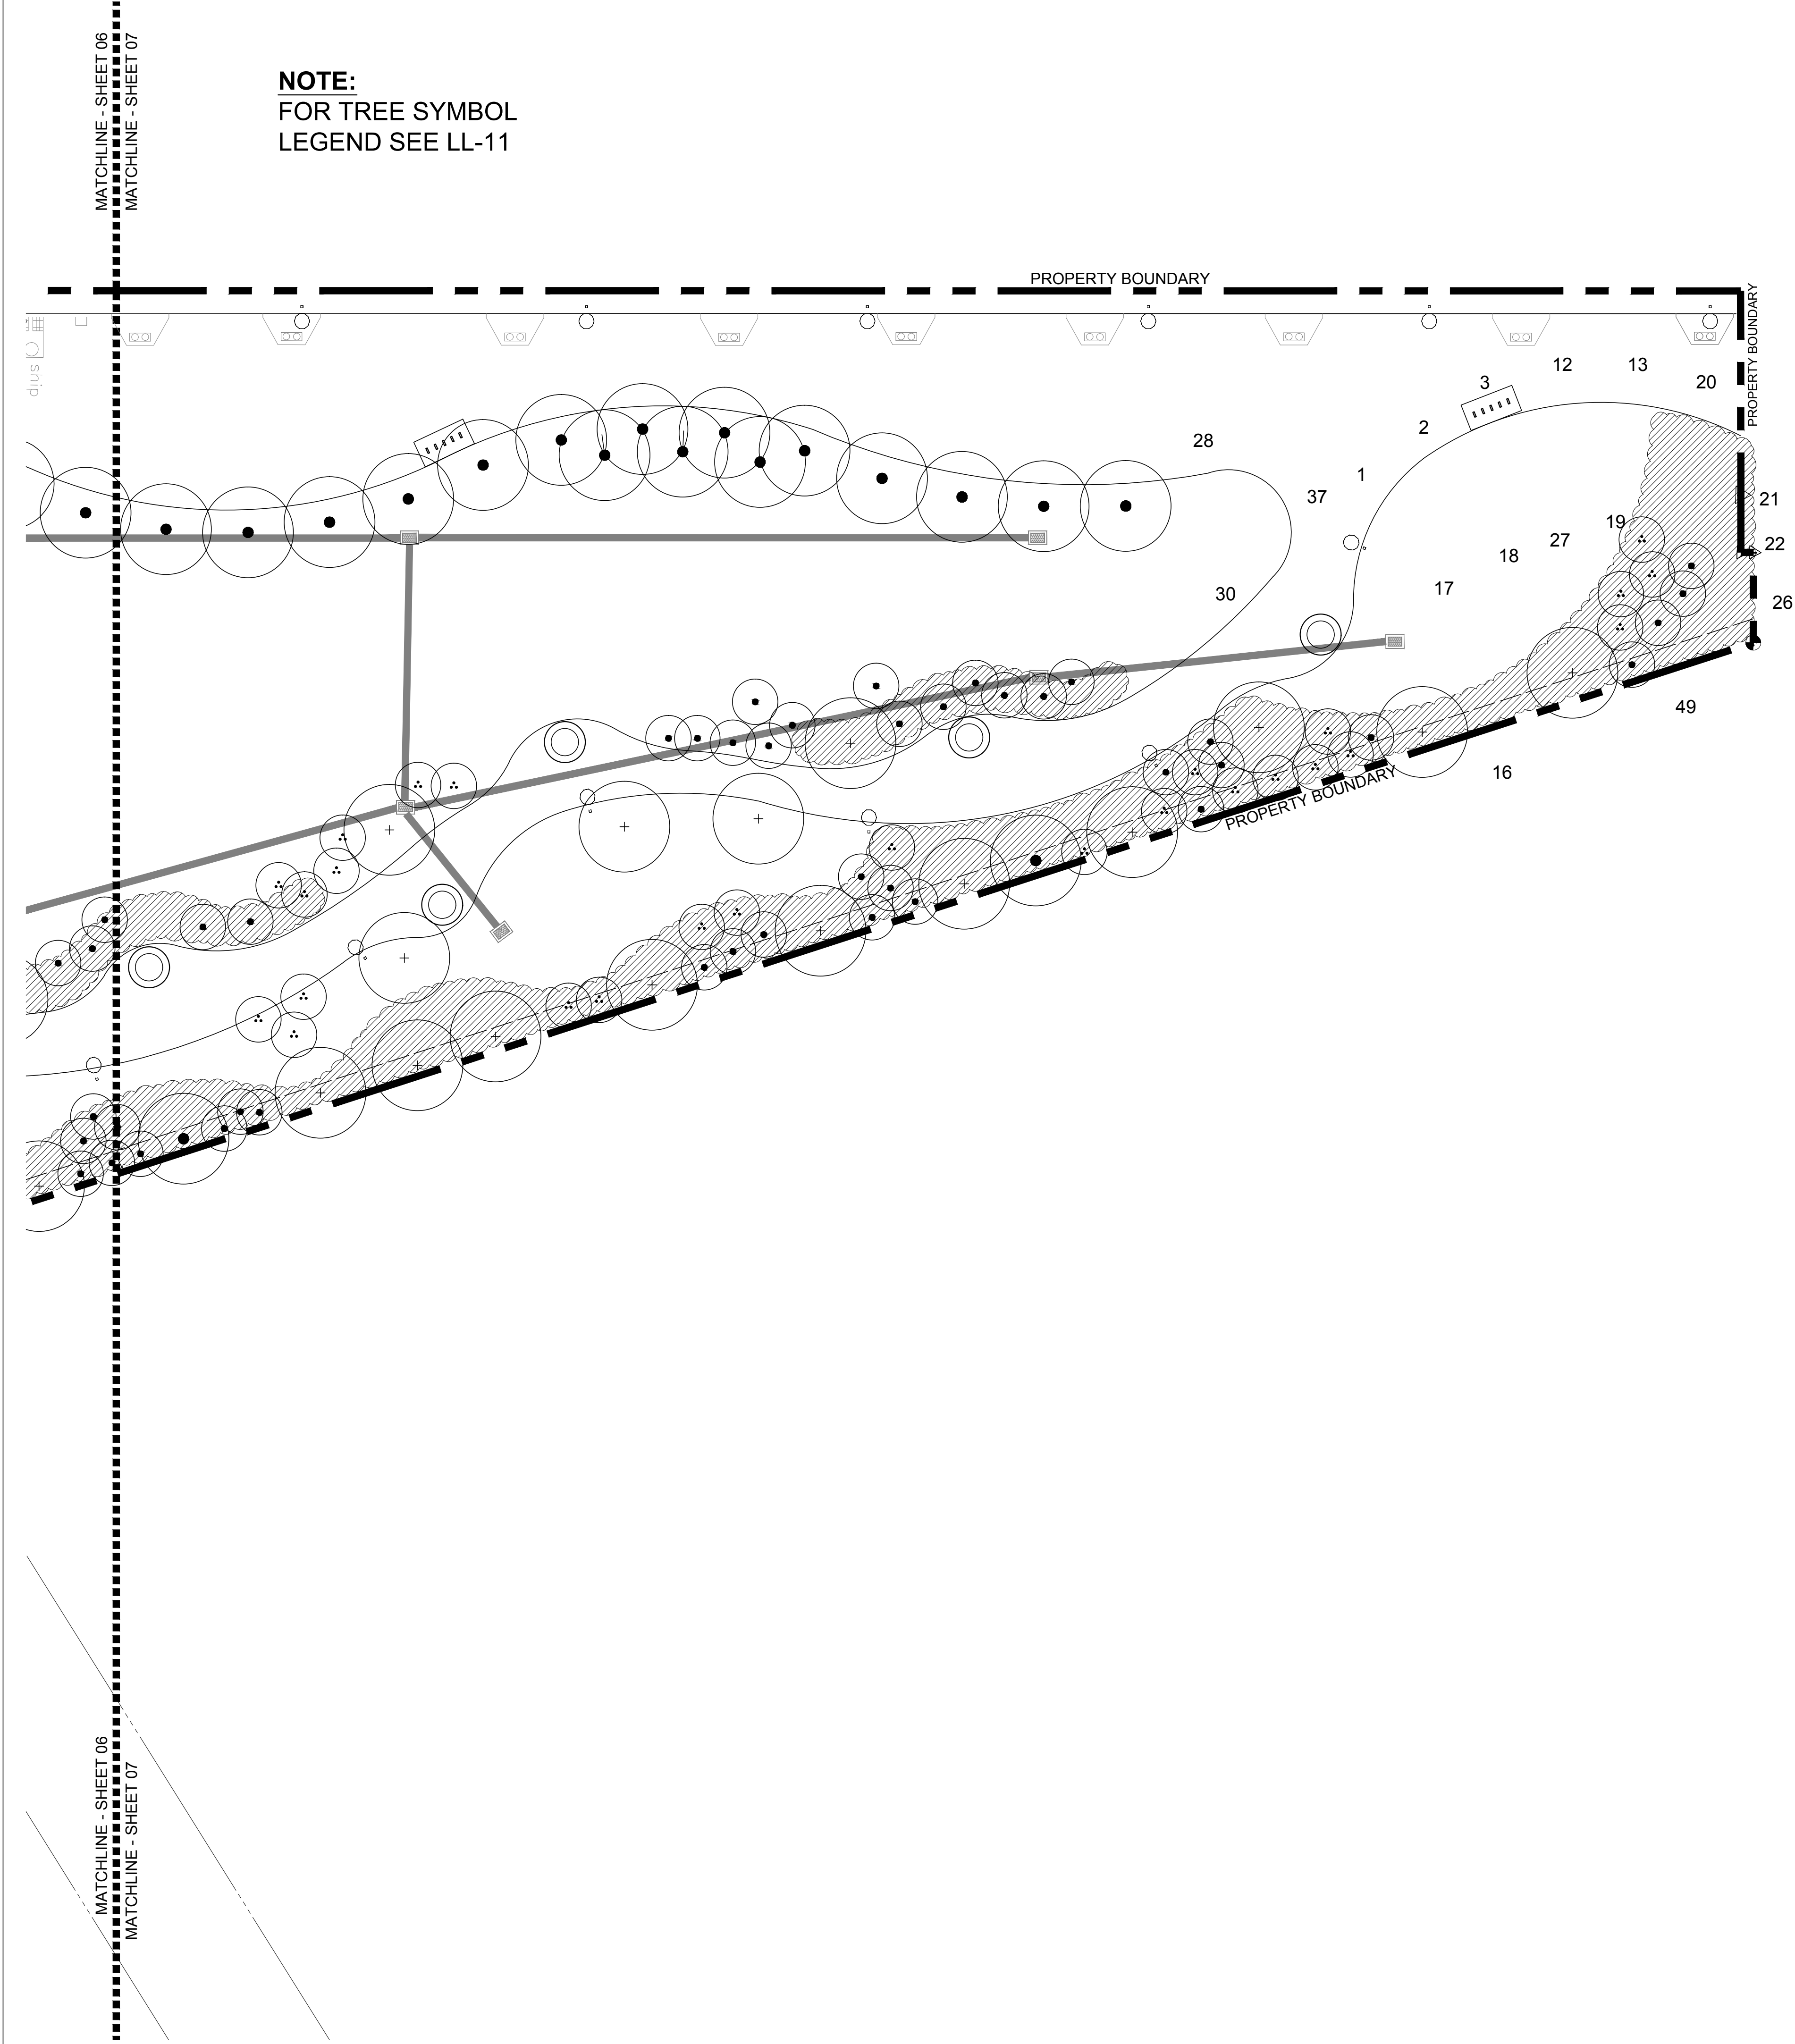 MATCHLINE - SHEET 06
MATCHLINE - SHEET 07
NOTE:
FOR TREE SYMBOL
LEGEND SEE LL-11
PROPERTY BOUNDARY
PROPERTY BOUNDARY
ship
12
13
3
20
2
28
1
37
21
19
22
27
18
17
30
26
49
16
PROPERTY BOUNDARY
MATCHLINE - SHEET 06
MATCHLINE - SHEET 07